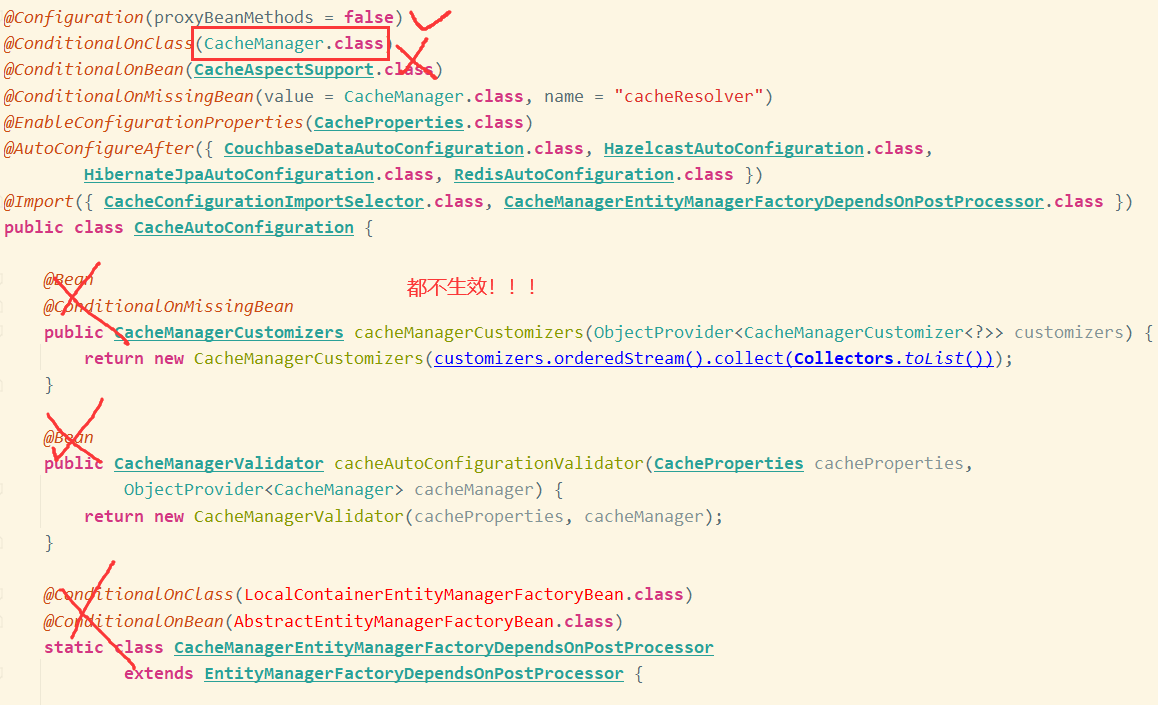 @Configuration(proxyBeanMethods = false)
@ConditionalOnClass(CacheManager.class)
@ConditionalOnBean(CacheAspectSupport.class)
@ConditionalOnMissingBean(value = CacheManager.class, name = "cacheResolver")
@EnableConfigurationProperties(CacheProperties.class)
@AutoConfigureAfter({ CouchbaseDataAutoConfiguration.class, HazelcastAutoConfiguration.class,
HibernateJpaAutoConfiguration.class, RedisAutoConfiguration.class })
@Import({ CacheConfigurationImportSelector.class, CacheManagerEntityManagerFactoryDependsOnPostProcessor.class })
public class CacheAutoConfiguration {
@Bean
都不生效！！！
@ConditionalOnMissingBean
public CacheManagerCustomizers cacheManagerCustomizers(ObjectProvider<CacheManagerCustomizer<?>> customizers) {
return new CacheManagerCustomizers(customizers.orderedStream().collect(Collectors.toList()));
}
@Bean
public CacheManagerValidator cacheAutoConfigurationValidator(CacheProperties cacheProperties,
ObjectProvider<CacheManager> cacheManager) {
return new CacheManagerValidator(cacheProperties, cacheManager);
}
@ConditionalOnClass(LocalContainerEntityManagerFactoryBean.class)
@ConditionalOnBean(AbstractEntityManagerFactoryBean.class)
static class CacheManagerEntityManagerFactoryDependsOnPostProcessor
extends EntityManagerFactoryDependsOnPostProcessor {